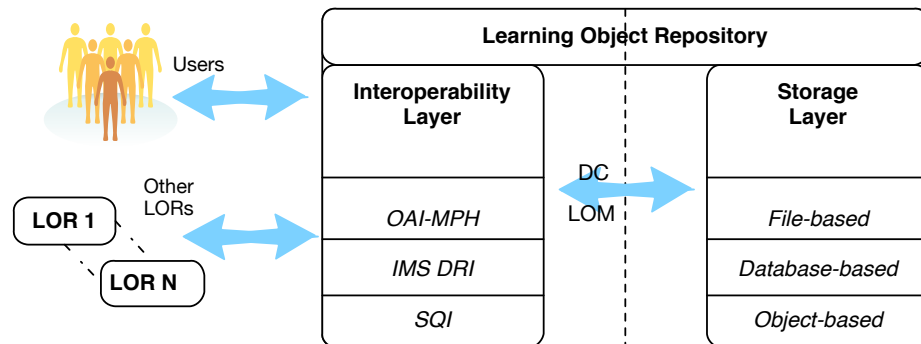 Learning Object Repository
Users
Interoperability
Layer
Storage
Layer
Other
LORs
DC
LOM
LOR 1
LOR N
OAI-MPH
IMS DRI
SQI
File-based
Database-based
Object-based